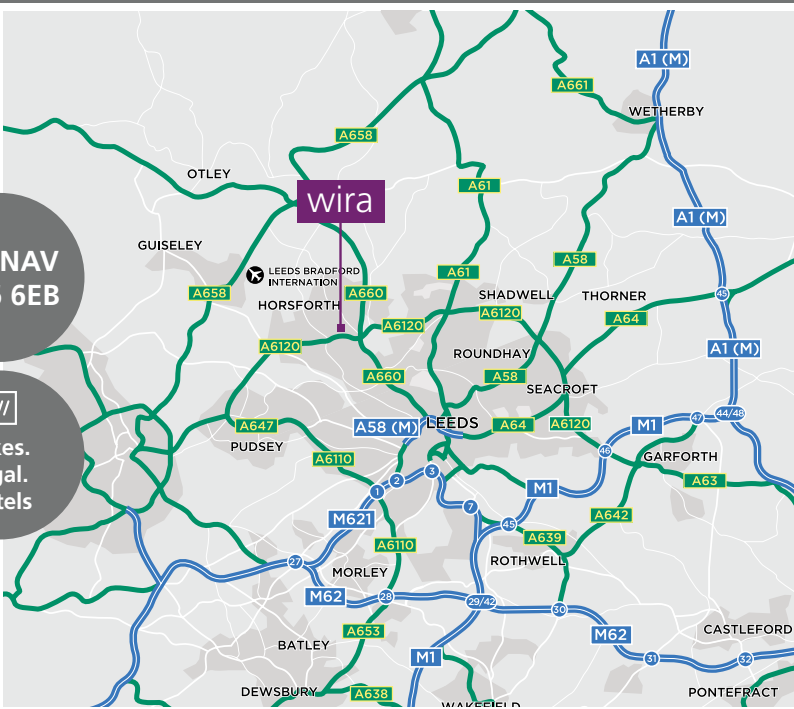 A1 (M)
A661
WETHERBY
A658
OTLEY
A61
wira
A1 (M)
GUISELEY
NAV
6EB
A58
A61
LEEDS BRADFORD
INTERNATION
A658
A660
HORSFORTH
SHADWELL
THORNER
45
A6120
A6120
A64
A6120
A1 (M)
ROUNDHAY
A660
A58
SEACROFT
A647
A58 (M)
LEEDS
A64
A6120
M1
47
44/48
PUDSEY
A6110
46
GARFORTH
3
2
1
A63
M1
7
M621
45
A642
A6110
A639
27
MORLEY
ROTHWELL
M62
28
29/42
30
A653
M62
CASTLEFORD
BATLEY
M1
31
32
DEWSBURY
A638
PONTEFRACT
WAKEFIELD